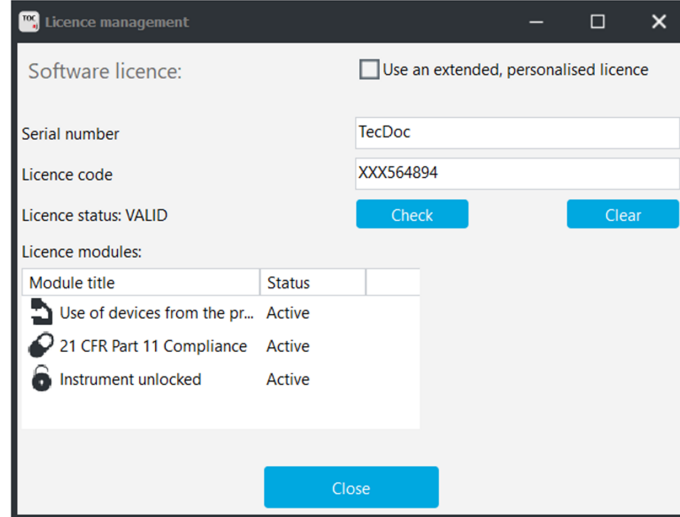 TOC
Licence management
Software licence:
Use an extended, personalised licence
Serial number
TecDoc
Licence code
XXX564894
Licence status: VALID
Check
Clear
Licence modules:
Module title
Status
Use of devices from the pr...
Active
21 CFR Part 11 Compliance
Active
Instrument unlocked
Active
Close